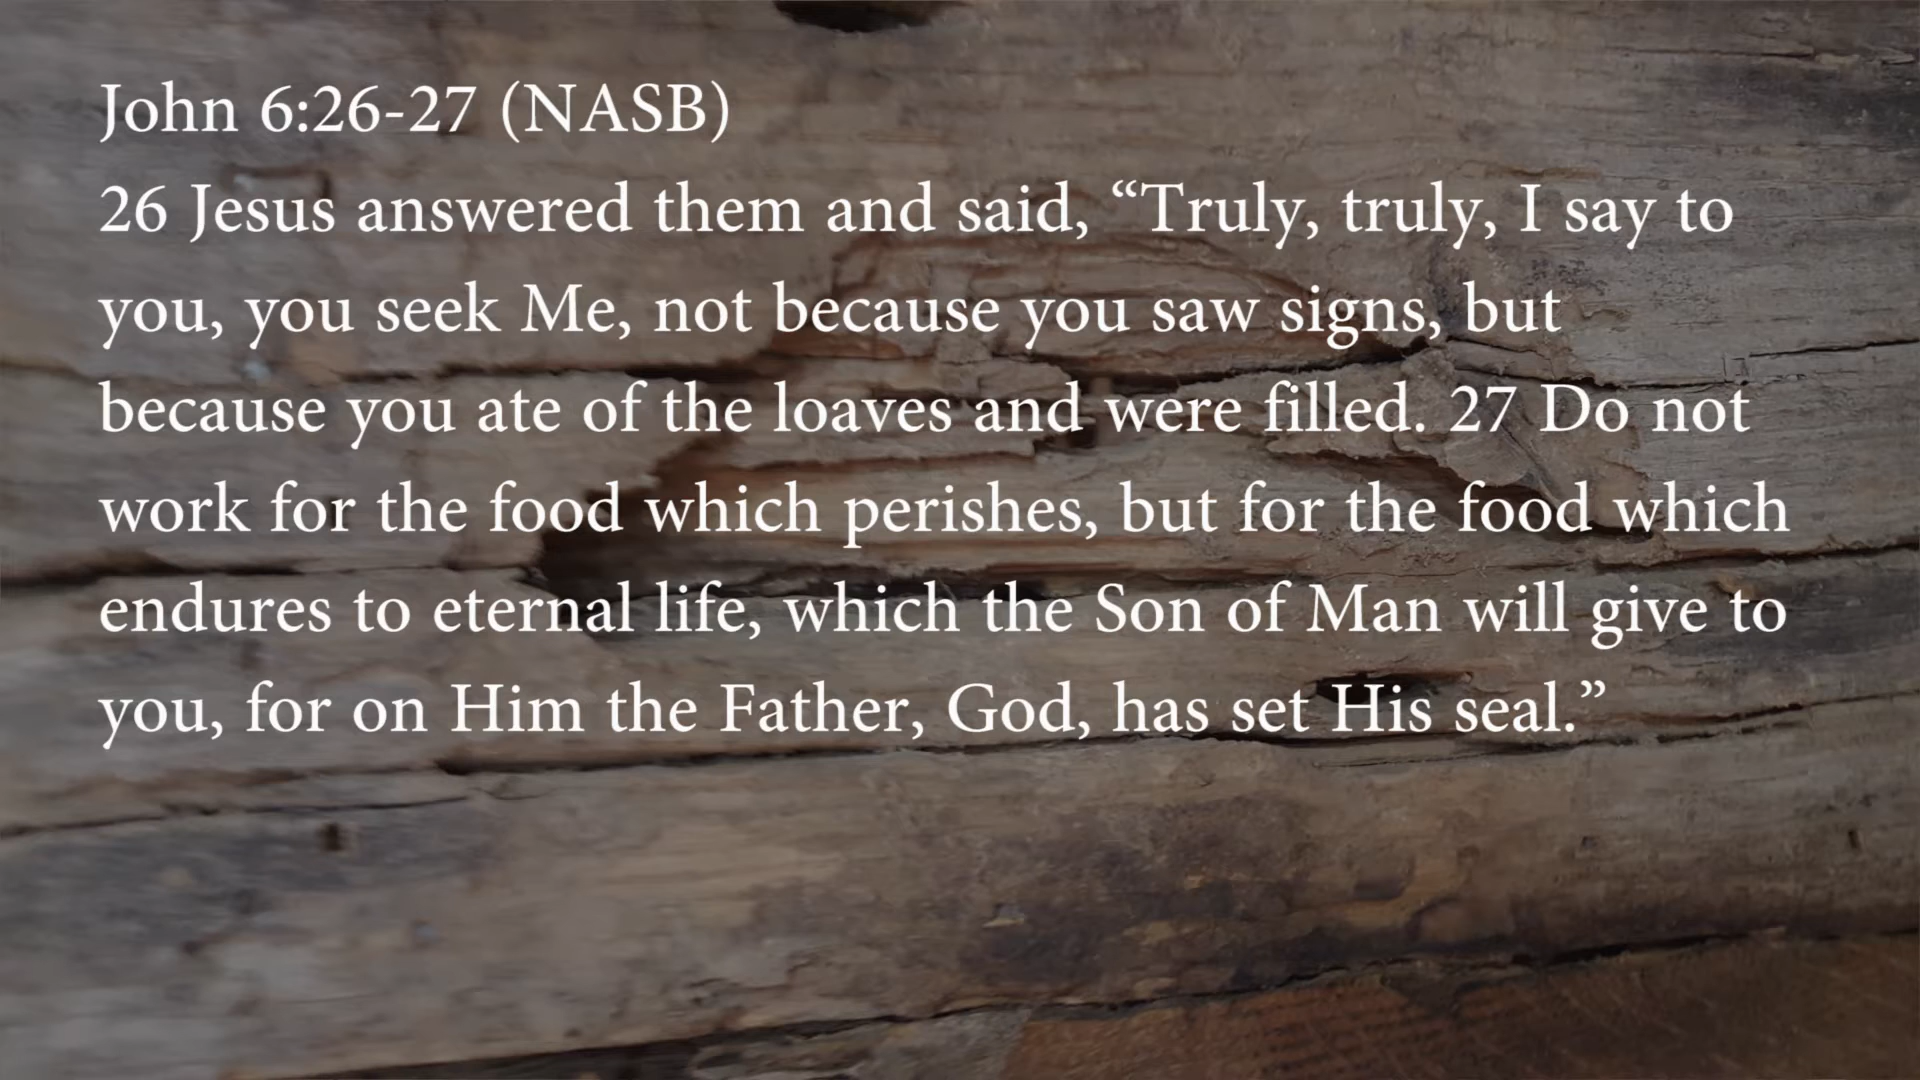 John 6:26-27 (NASB)
26 Jesus answered them and said, “Truly, truly, I say to
you, you seek Me, not because you saw signs, but
because you ate of the loaves and were filled. 27 Do not
work for the food which perishes, but for the food which
endures to eternal life, which the Son of Man will give to
you, for on Him the Father, God, has set His seal.”